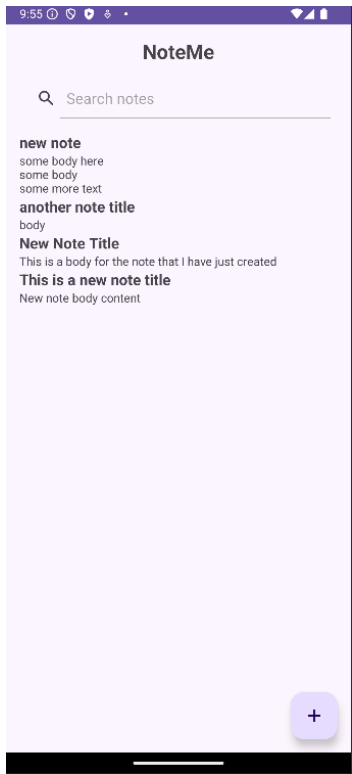 9:55
NoteMe
Search notes
new note
some body here
some body
some more text
another note title
body
New Note Title
This is a body for the note that I have just created
This is a new note title
New note body content
+